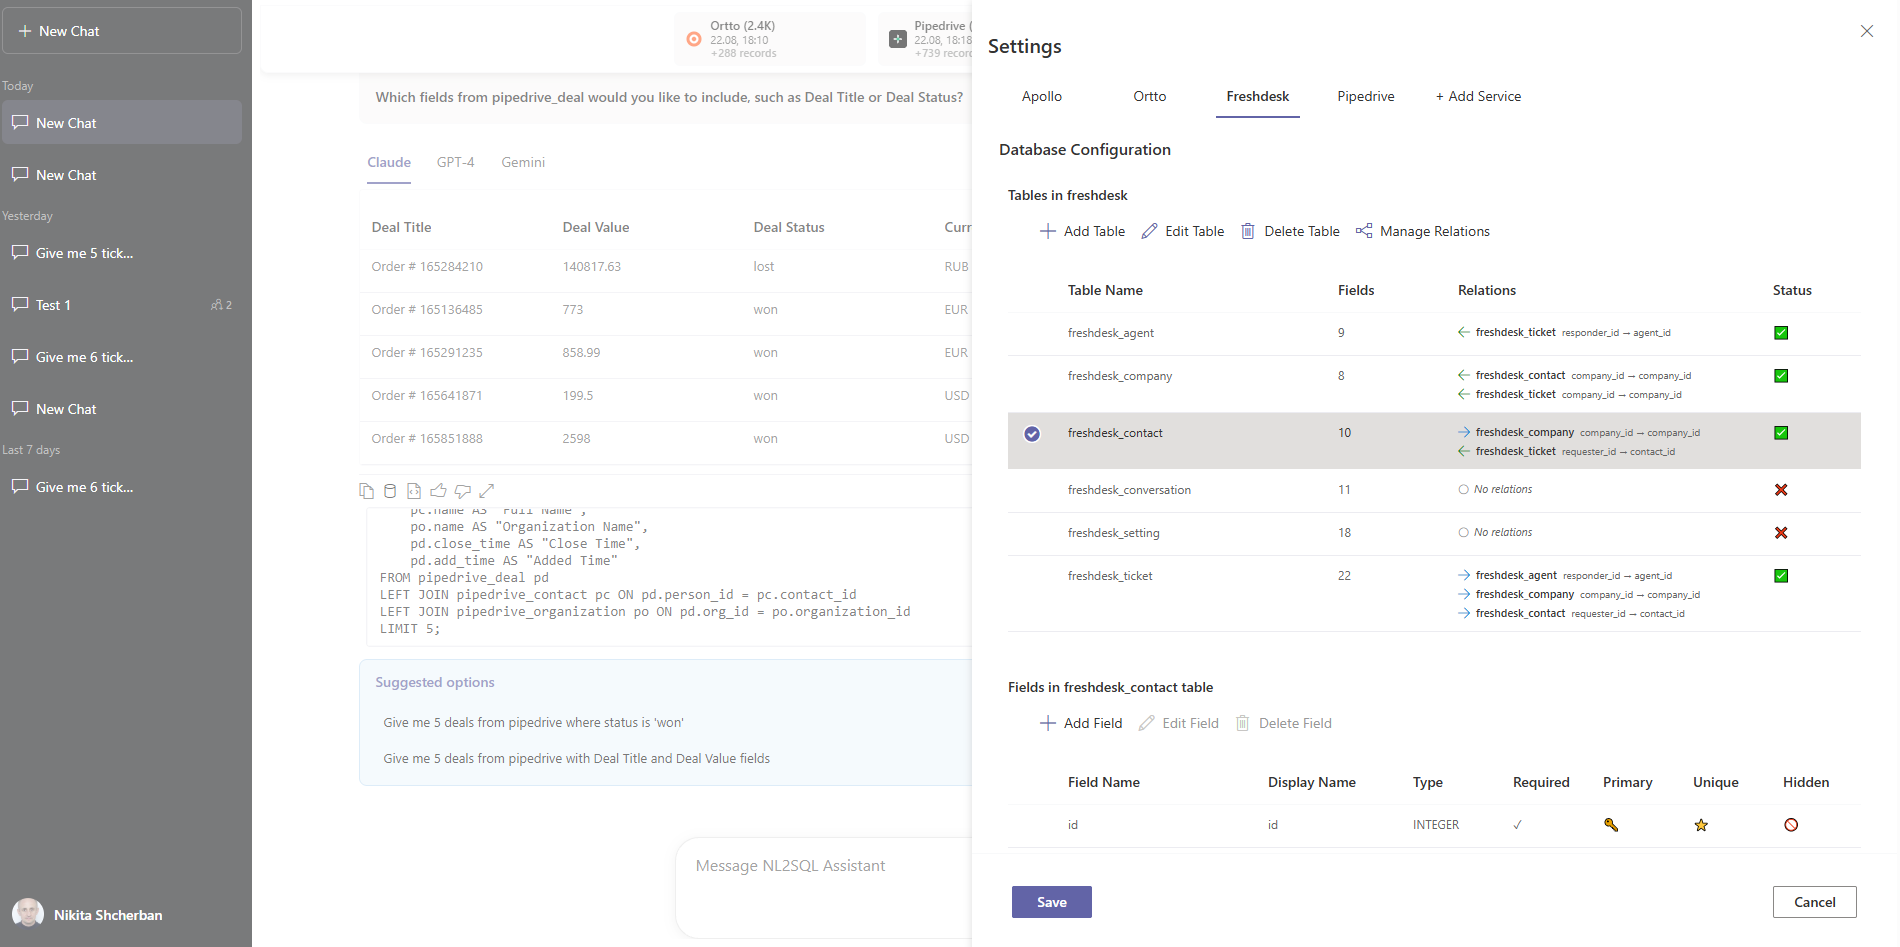 New Chat
Today
New Chat
New Chat
Yesterday
Give me 5 tick...
Test 1 2
Give me 6 tick...
New Chat
Last 7 days
Give me 6 tick...
Nikita Shcherban
Ortto (2.4K)
22.08, 18:10
+288 records
Pipedrive (
22.08, 18:18
+739 recor
Which fields from pipedrive_deal would you like to include, such as Deal Title or Deal Status?
Claude GPT-4 Gemini
Deal Title Deal Value Deal Status Curr
Order # 165284210 140817.63 lost RUB
Order # 165136485 773 won EUR
Order # 165291235 858.99 won EUR
Order # 165641871 199.5 won USD
Order # 165851888 2598 won USD
pc.name AS "Full Name",
po.name AS "Organization Name",
pd.close_time AS "Close Time",
pd.add_time AS "Added Time"
FROM pipedrive_deal pd
LEFT JOIN pipedrive_contact pc ON pd.person_id = pc.contact_id
LEFT JOIN pipedrive_organization po ON pd.org_id = po.organization_id
LIMIT 5;
Suggested options
Give me 5 deals from pipedrive where status is 'won'
Give me 5 deals from pipedrive with Deal Title and Deal Value fields
Message NL2SQL Assistant
Settings
Apollo Ortto Freshdesk Pipedrive + Add Service
Database Configuration
Tables in freshdesk
Add Table Edit Table Delete Table Manage Relations
Table Name Fields Relations Status
freshdesk_agent 9 ← freshdesk_ticket responder_id → agent_id
freshdesk_company 8 ← freshdesk_contact company_id → company_id
← freshdesk_ticket company_id → company_id
freshdesk_contact 10 → freshdesk_company company_id → company_id
← freshdesk_ticket requester_id → contact_id
freshdesk_conversation 11 No relations
freshdesk_setting 18 No relations
freshdesk_ticket 22 → freshdesk_agent responder_id → agent_id
→ freshdesk_company company_id → company_id
→ freshdesk_contact requester_id → contact_id
Fields in freshdesk_contact table
Add Field Edit Field Delete Field
Field Name Display Name Type Required Primary Unique Hidden
id id INTEGER ✓
Save Cancel